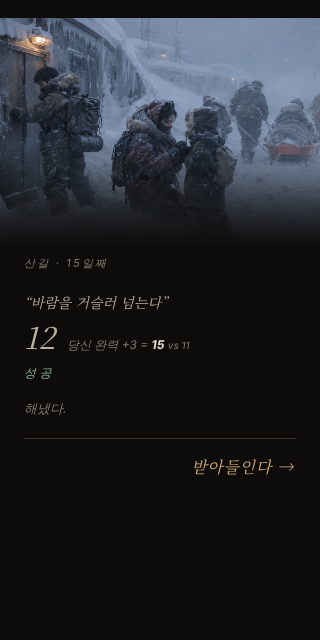 산길 · 15일째
“바람을 거슬러 넘는다”
12 당신 완력 +3 = 15 vs 11
성공
해냈다.
받아들인다 →